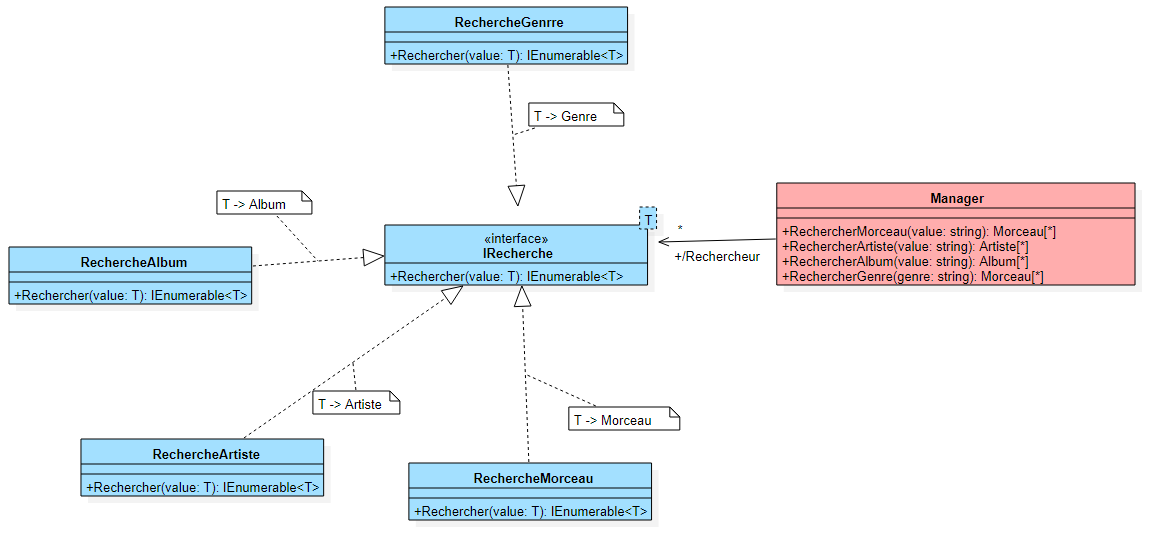 RechercheGenrre
+Rechercher(value: T): IEnumerable<T>
T -> Genre
T -> Album
T
«interface»
IRecherche
+Rechercher(value: T): IEnumerable<T>
*
+/Rechercheur
Manager
+RechercherMorceau(value: string): Morceau[*]
+RechercherArtiste(value: string): Artiste[*]
+RechercherAlbum(value: string): Album[*]
+RechercherGenre(genre: string): Morceau[*]
RechercheAlbum
+Rechercher(value: T): IEnumerable<T>
T -> Artiste
T -> Morceau
RechercheArtiste
+Rechercher(value: T): IEnumerable<T>
RechercheMorceau
+Rechercher(value: T): IEnumerable<T>